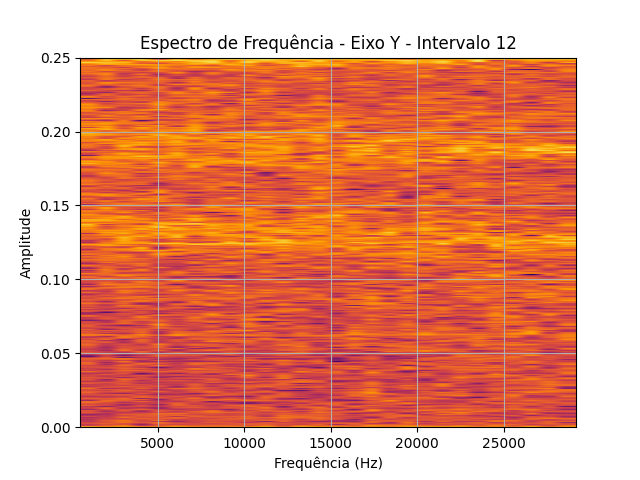 Espectro de Frequência - Eixo Y - Intervalo 12
0.25
0.20
0.15
0.10
0.05
0.00
Amplitude
5000 10000 15000 20000 25000
Frequência (Hz)